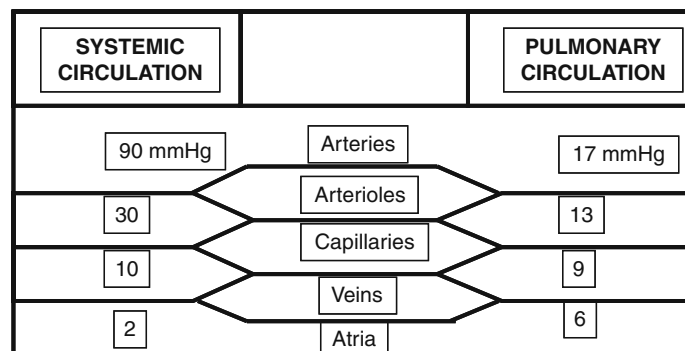 SYSTEMIC
CIRCULATION
PULMONARY
CIRCULATION
90 mmHg
Arteries
17 mmHg
30
Arterioles
13
Capillaries
10
9
Veins
2
6
Atria